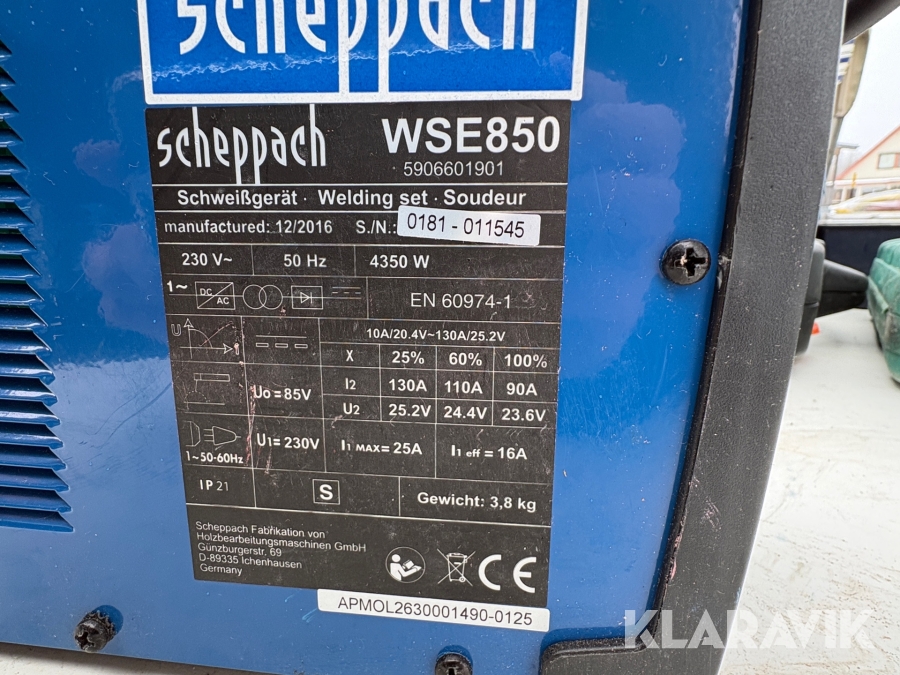 scheppach
scheppach WSE850
5906601901
Schweißgerät · Welding set · Soudeur
manufactured: 12/2016 S./N.: 0181 - 011545
230 V~ 50 Hz 4350 W
1~ DC AC EN 60974-1
U I 10A/20.4V~130A/25.2V
X 25% 60% 100%
I2 130A 110A 90A
Uo=85V
U2 25.2V 24.4V 23.6V
U1=230V I1 MAX=25A I1 eff=16A
1~50-60Hz
IP 21 S Gewicht: 3,8 kg
Scheppach Fabrikation von
Holzbearbeitungsmaschinen GmbH
Günzburgerstr. 69
D-89335 Ichenhausen
Germany
CE
APMOL2630001490-0125
KLARAVIK